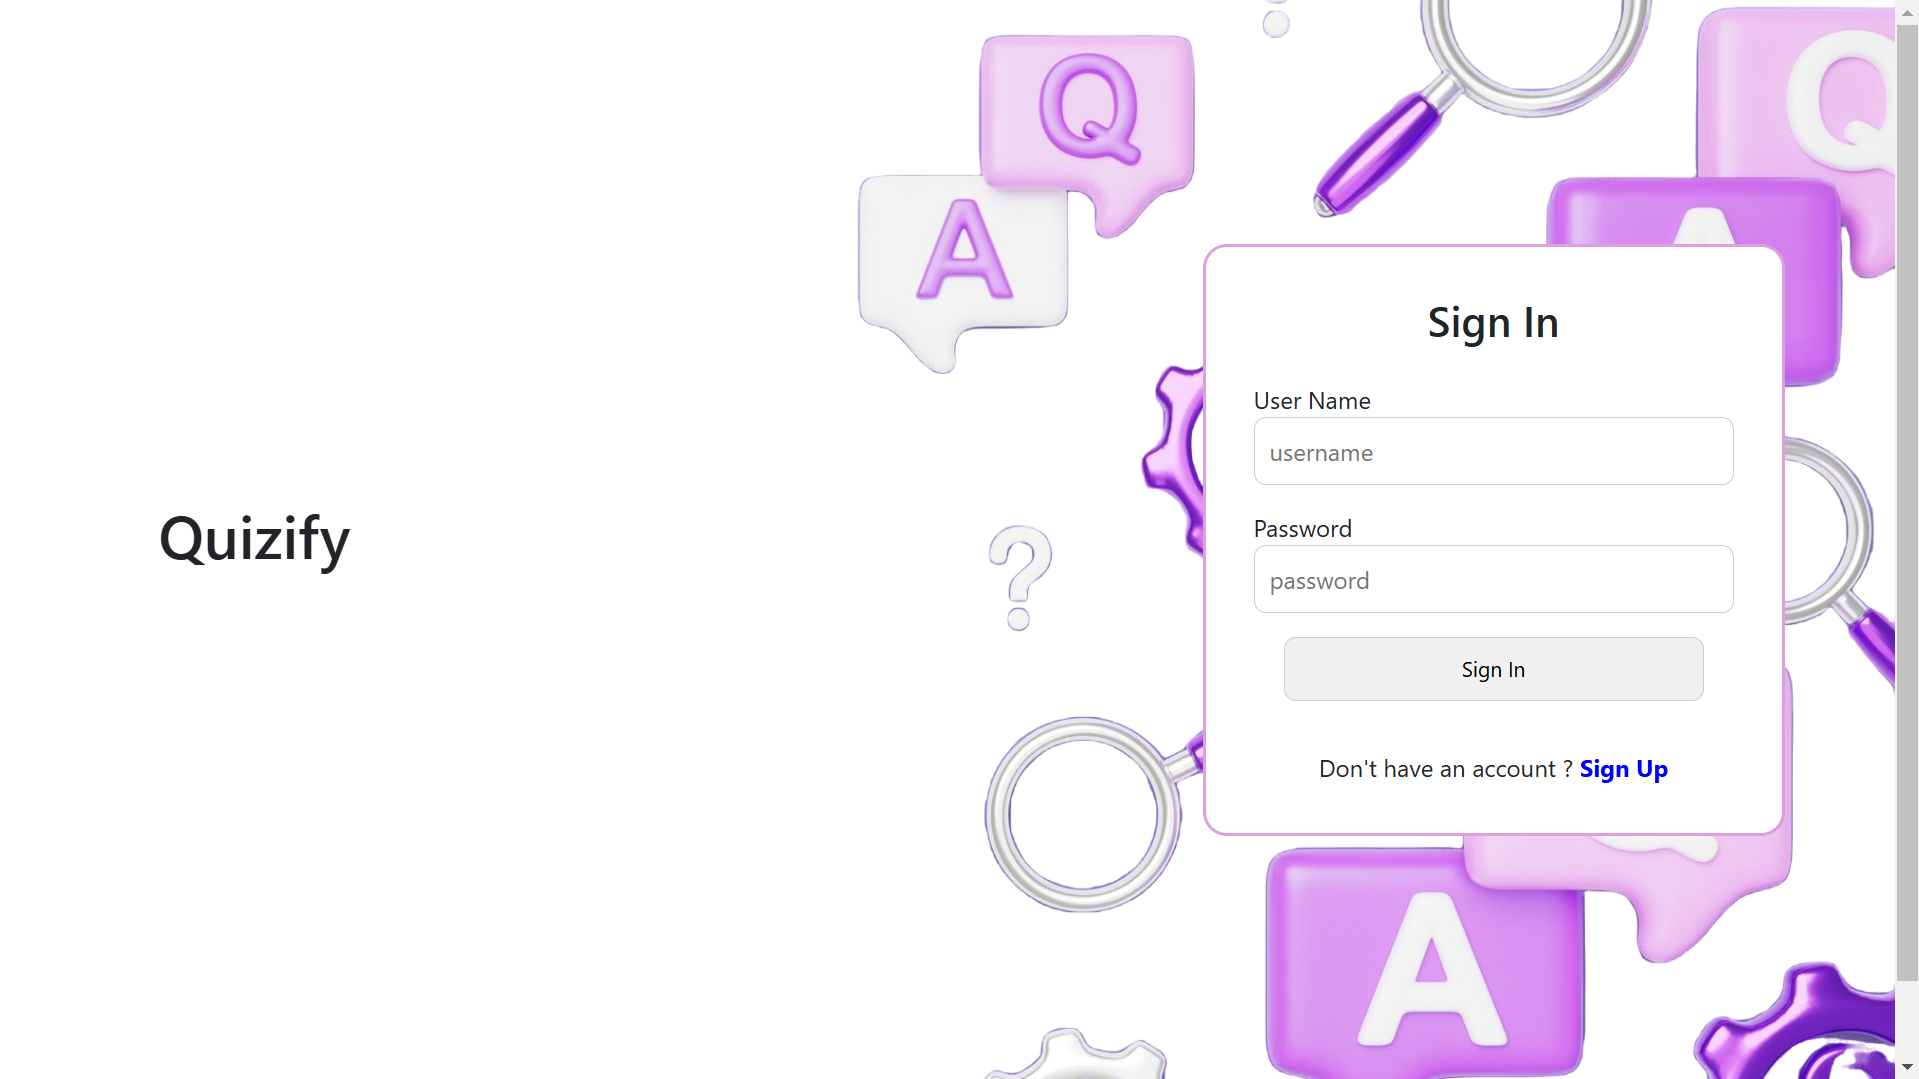 Q
Q
A
A
Sign In
User Name
username
Quizify
Password
password
?
Sign In
Don't have an account ? Sign Up
A